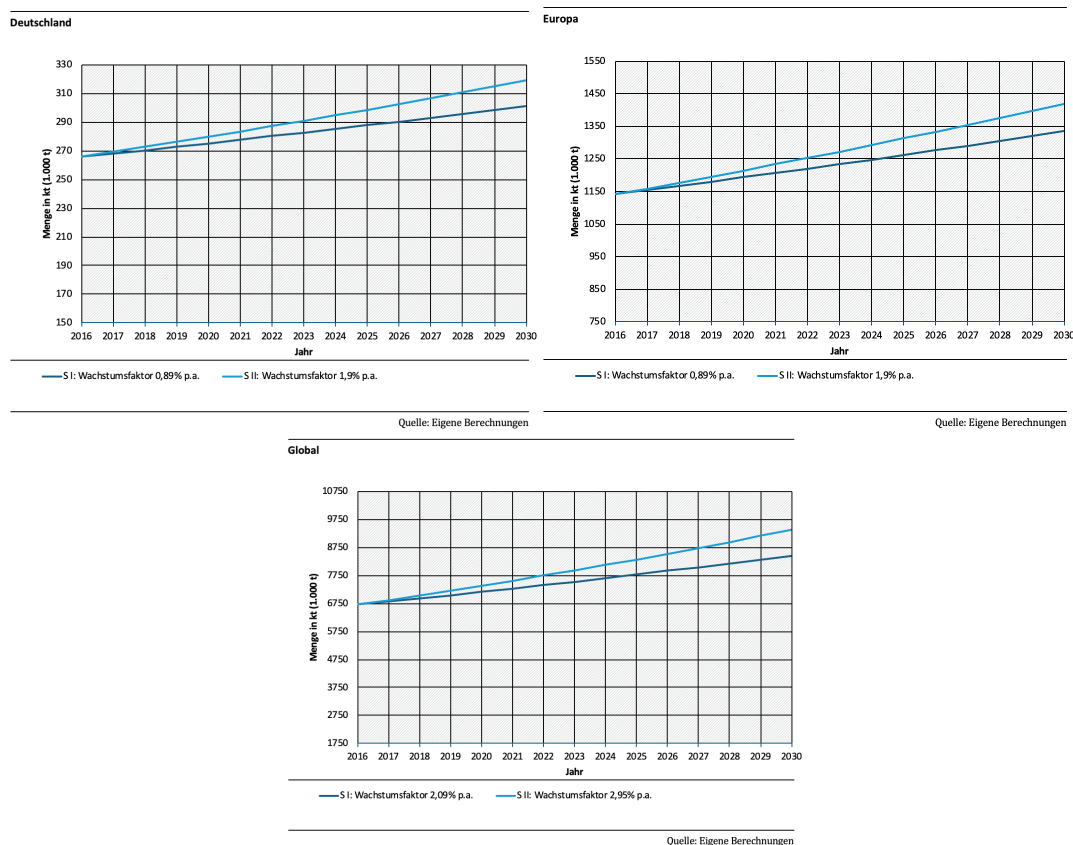 Deutschland
330
310
290
270
250
230
210
190
170
150
Menge in kt (1.000 t)
2016 2017 2018 2019 2020 2021 2022 2023 2024 2025 2026 2027 2028 2029 2030
Jahr
S I: Wachstumsfaktor 0,89% p.a. S II: Wachstumsfaktor 1,9% p.a.
Quelle: Eigene Berechnungen
Europa
1550
1450
1350
1250
1150
1050
950
850
750
Menge in kt (1.000 t)
2016 2017 2018 2019 2020 2021 2022 2023 2024 2025 2026 2027 2028 2029 2030
Jahr
S I: Wachstumsfaktor 0,89% p.a. S II: Wachstumsfaktor 1,9% p.a.
Quelle: Eigene Berechnungen
Global
10750
9750
8750
7750
6750
5750
4750
3750
2750
1750
Menge in kt (1.000 t)
2016 2017 2018 2019 2020 2021 2022 2023 2024 2025 2026 2027 2028 2029 2030
Jahr
S I: Wachstumsfaktor 2,09% p.a. S II: Wachstumsfaktor 2,95% p.a.
Quelle: Eigene Berechnungen